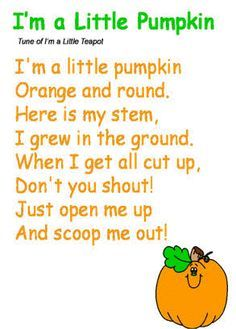 I'm a Little Pumpkin
Tune of I'm a Little Teapot
I'm a little pumpkin
Orange and round.
Here is my stem,
I grew in the ground.
When I get all cut up,
Don't you shout!
Just open me up
And scoop me out!